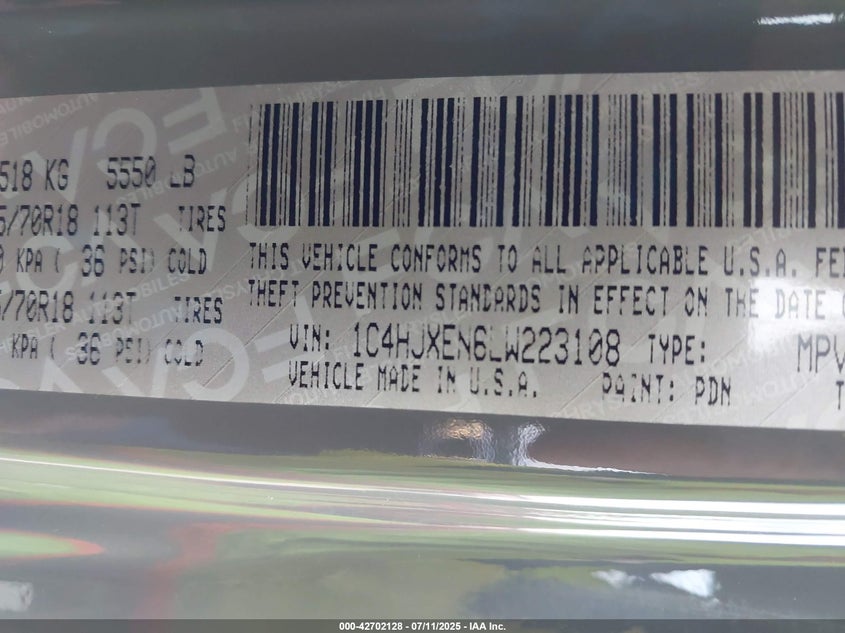 518 KG 5550 LB
5/70R18 113T TIRES
0 KPA ( 36 PSI) COLD
5/70R18 113T TIRES
KPA ( 36 PSI) COLD
THIS VEHICLE CONFORMS TO ALL APPLICABLE U.S.A. FE
THEFT PREVENTION STANDARDS IN EFFECT ON THE DATE
VIN: 1C4HJXEN6LW223108 TYPE: MPV
VEHICLE MADE IN U.S.A. PAINT: PDN T
000-42702128 - 07/11/2025 - IAA Inc.